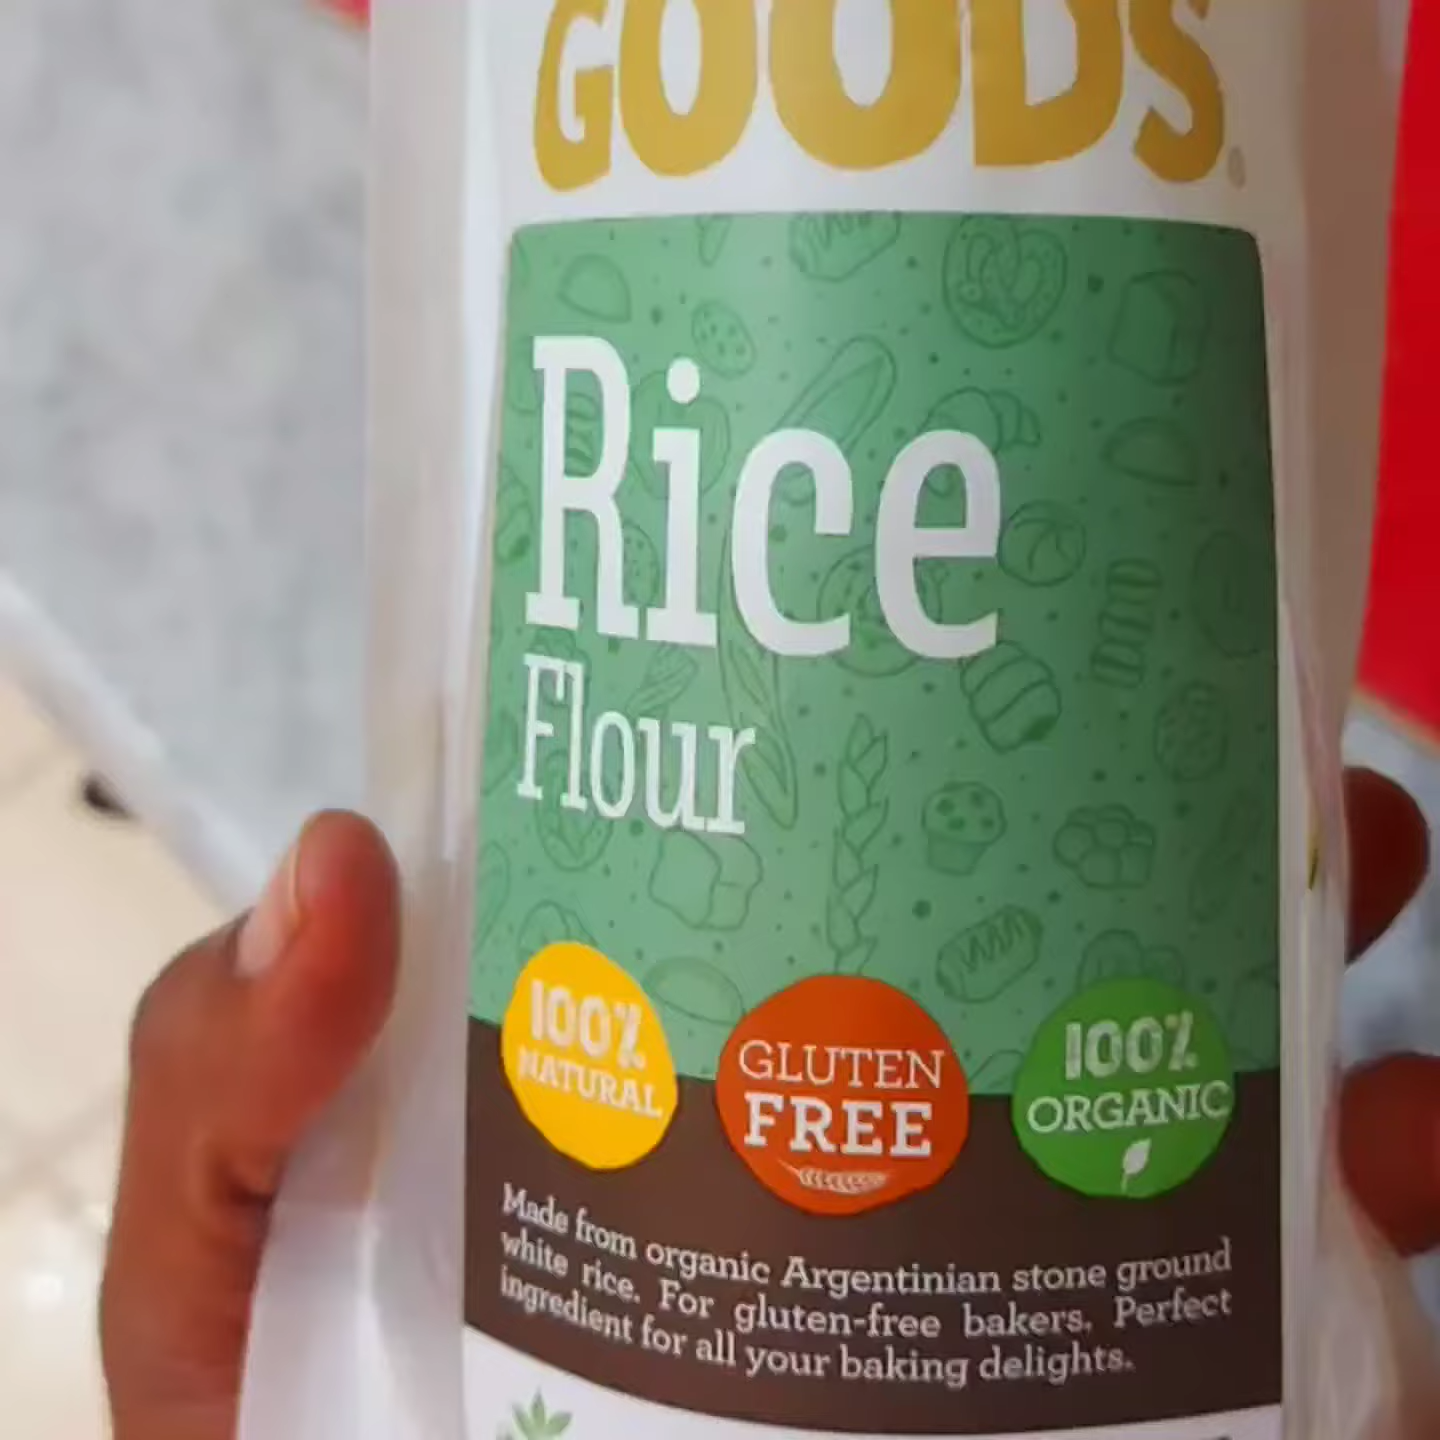 GOODS®
Rice
Flour
100%
NATURAL
GLUTEN
FREE
100%
ORGANIC
Made from organic Argentinian stone ground
white rice. For gluten-free bakers. Perfect
ingredient for all your baking delights.